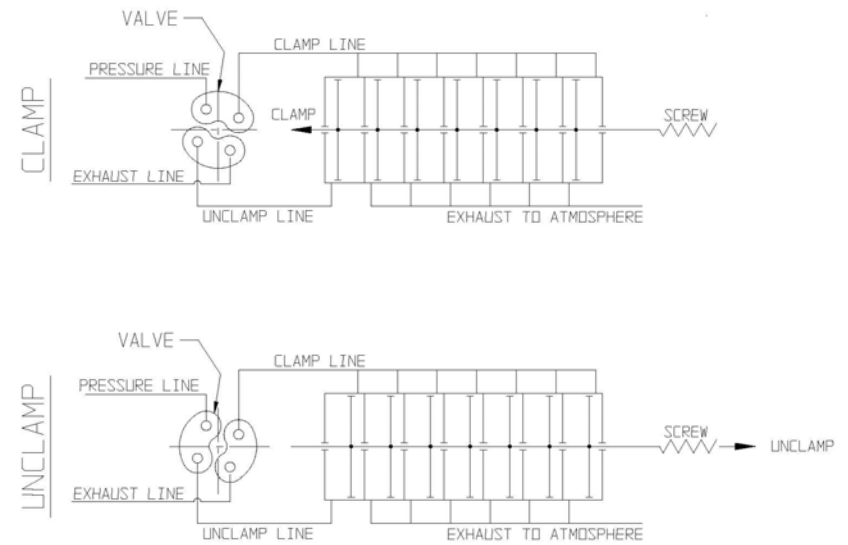 VALVE
CLAMP LINE
PRESSURE LINE
CLAMP
CLAMP
SCREW
EXHAUST LINE
UNCLAMP LINE
EXHAUST TO ATMOSPHERE
VALVE
CLAMP LINE
PRESSURE LINE
UNCLAMP
SCREW
UNCLAMP
EXHAUST LINE
UNCLAMP LINE
EXHAUST TO ATMOSPHERE